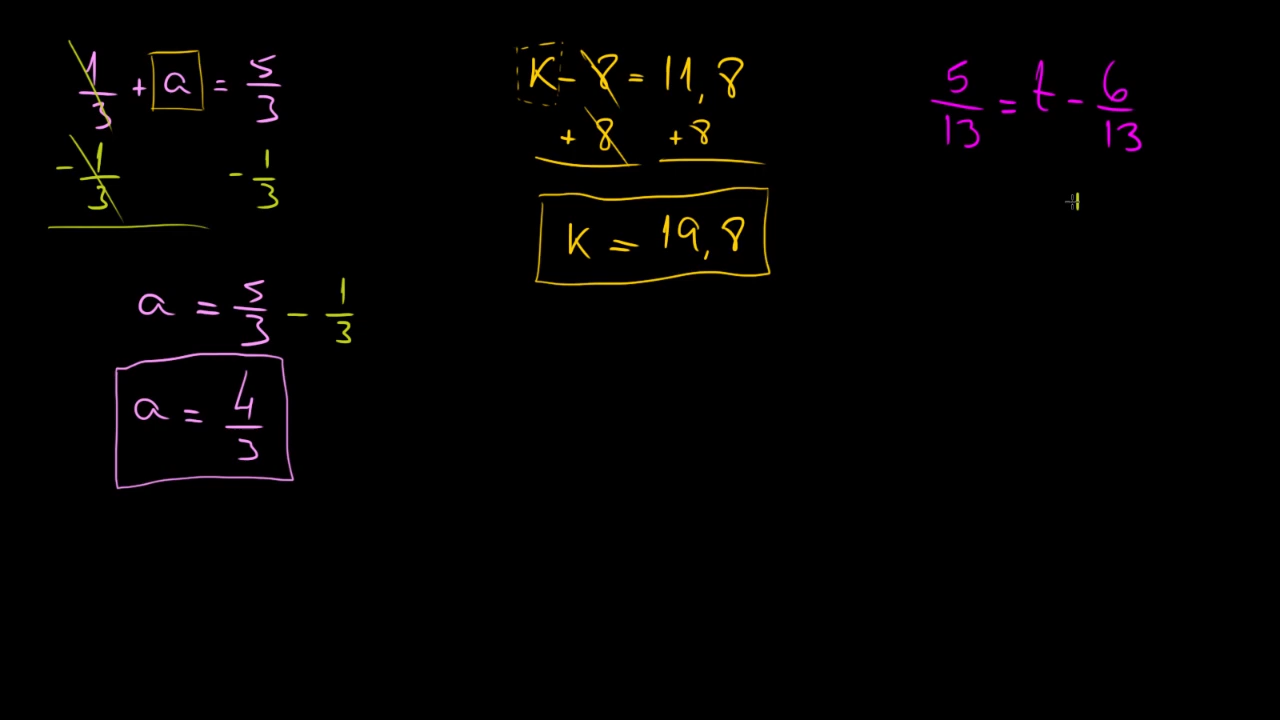 1/3 + a = 5/3
- 1/3 - 1/3
a = 5/3 - 1/3
a = 4/3
K - 8 = 11,8
+ 8 + 8
K = 19,8
5/13 = t - 6/13